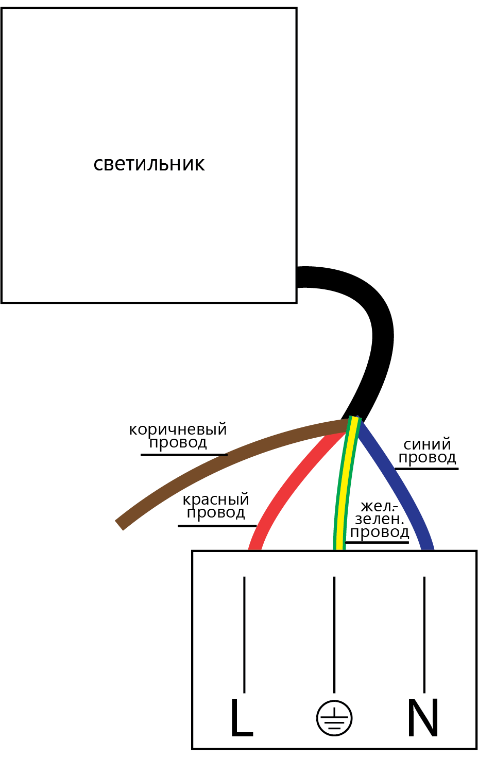 светильник
коричневый
провод
синий
провод
красный
провод
жел.-
зелен.
провод
L
N